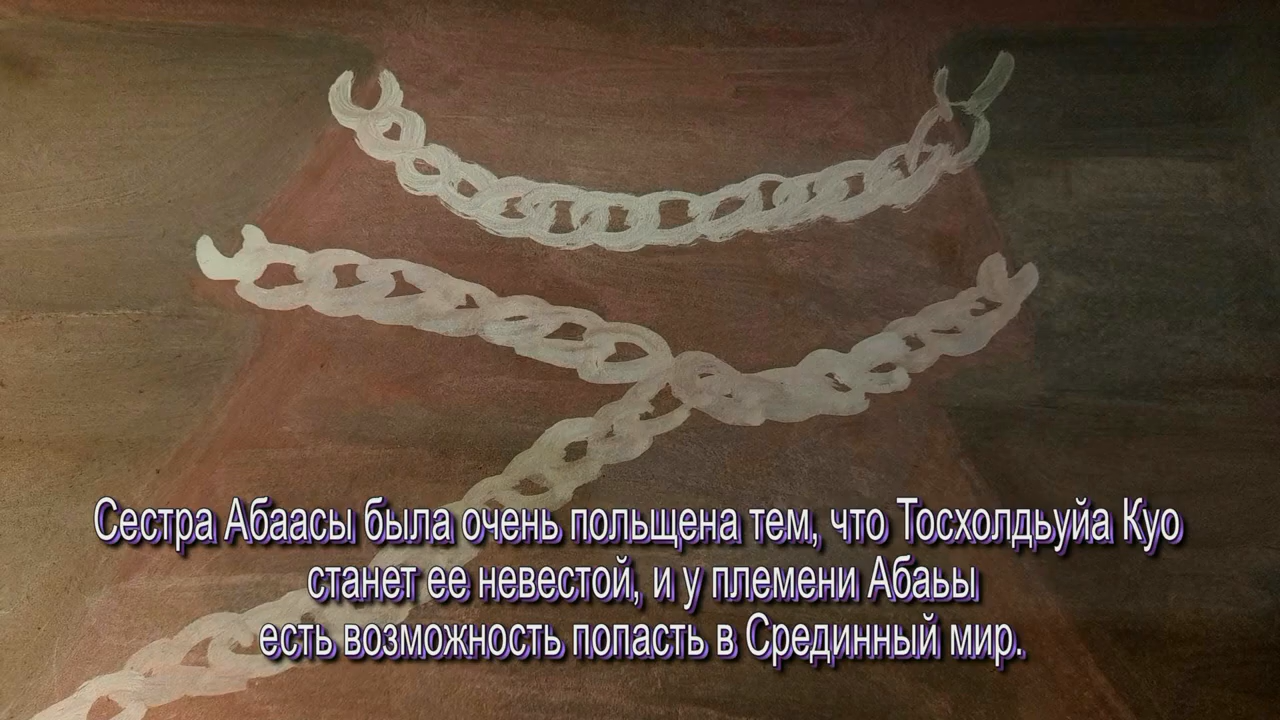 Сестра Абаасы была очень польщена тем, что Тосхолдьуйа Куо
станет ее невестой, и у племени Абаьы
есть возможность попасть в Срединный мир.